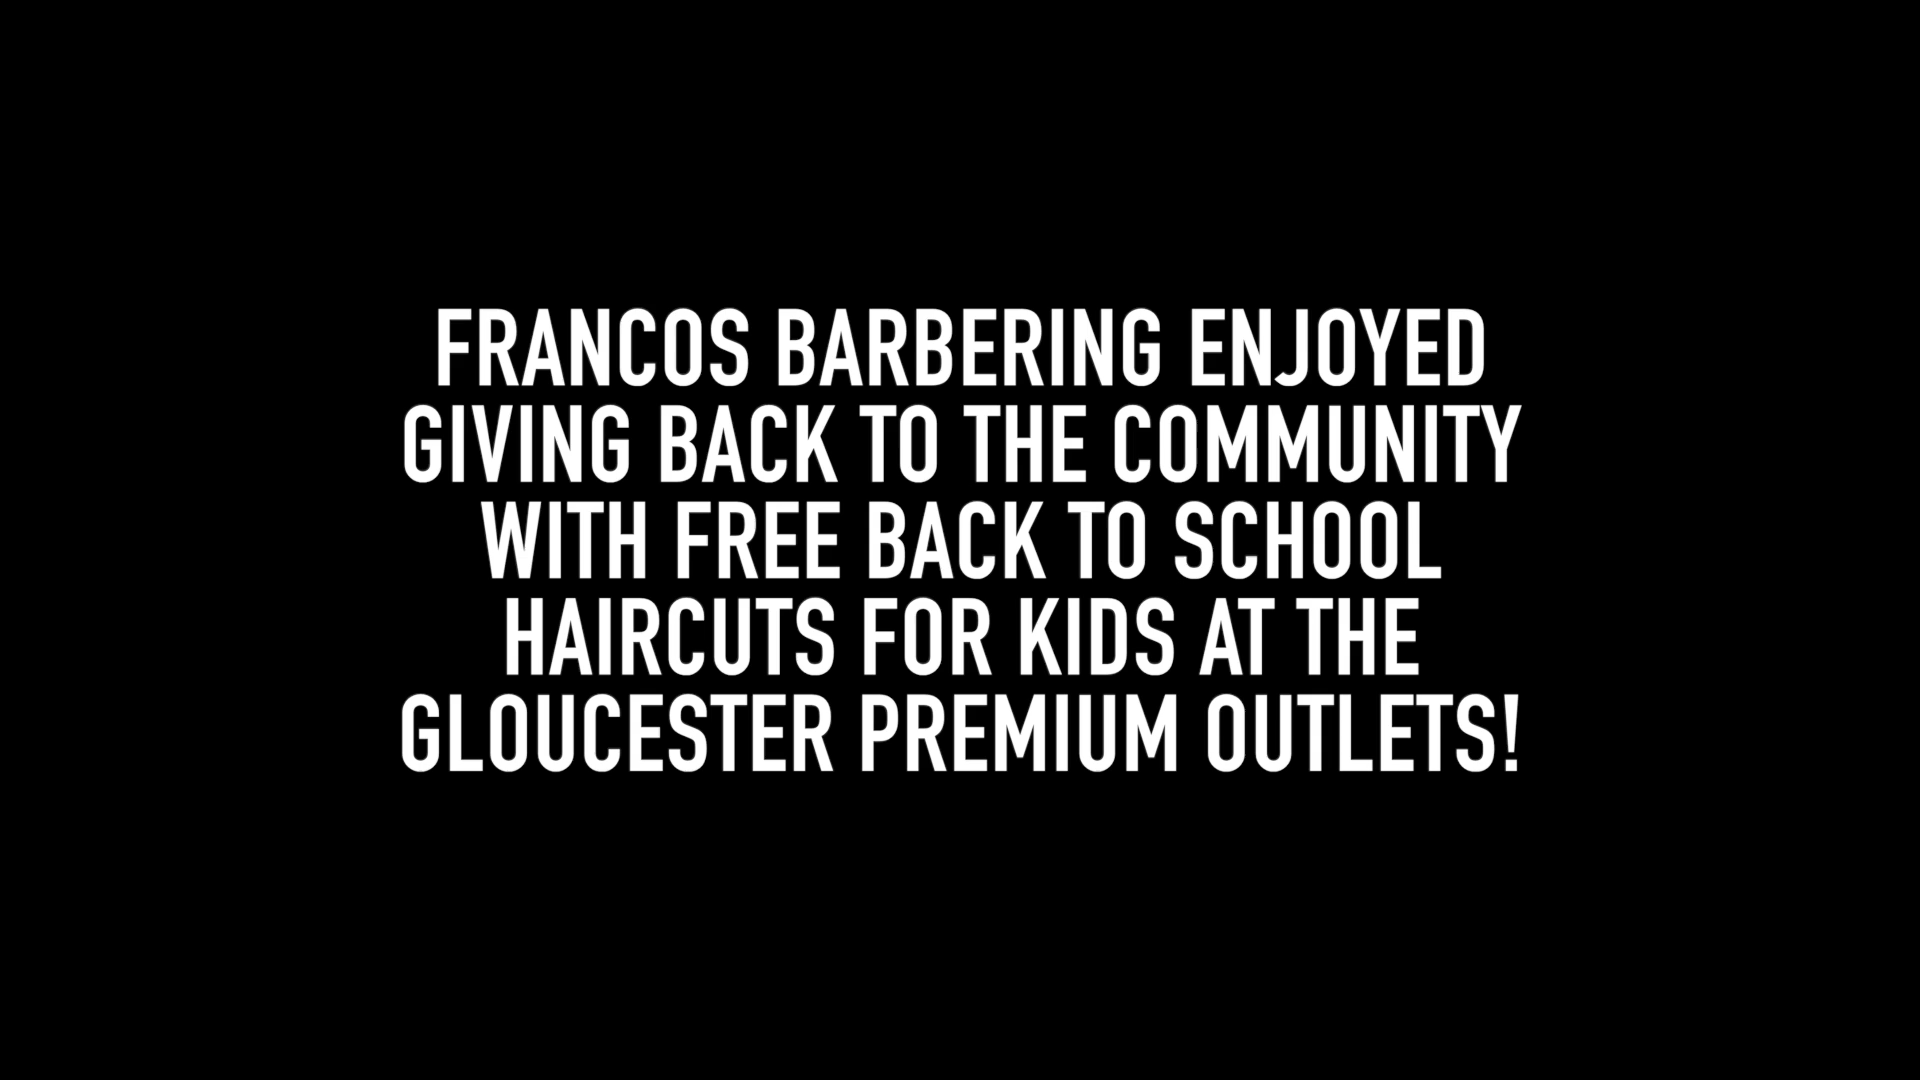 FRANCOS BARBERING ENJOYED
GIVING BACK TO THE COMMUNITY
WITH FREE BACK TO SCHOOL
HAIRCUTS FOR KIDS AT THE
GLOUCESTER PREMIUM OUTLETS!